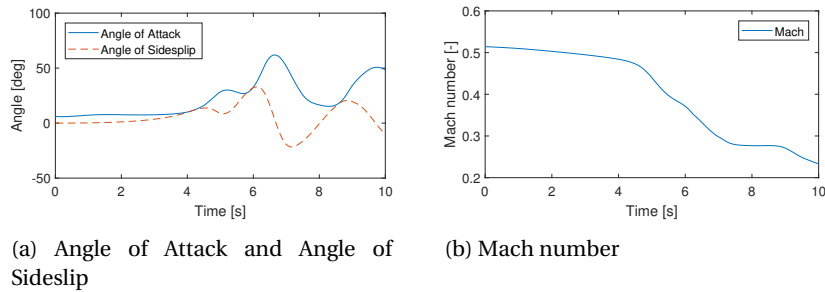 100
50
0
-50
Angle [deg]
Angle of Attack
Angle of Sidesplip
0 2 4 6 8 10
Time [s]
0.6
0.5
0.4
0.3
0.2
Mach number [-]
Mach
0 2 4 6 8 10
Time [s]
(a) Angle of Attack and Angle of
Sideslip
(b) Mach number